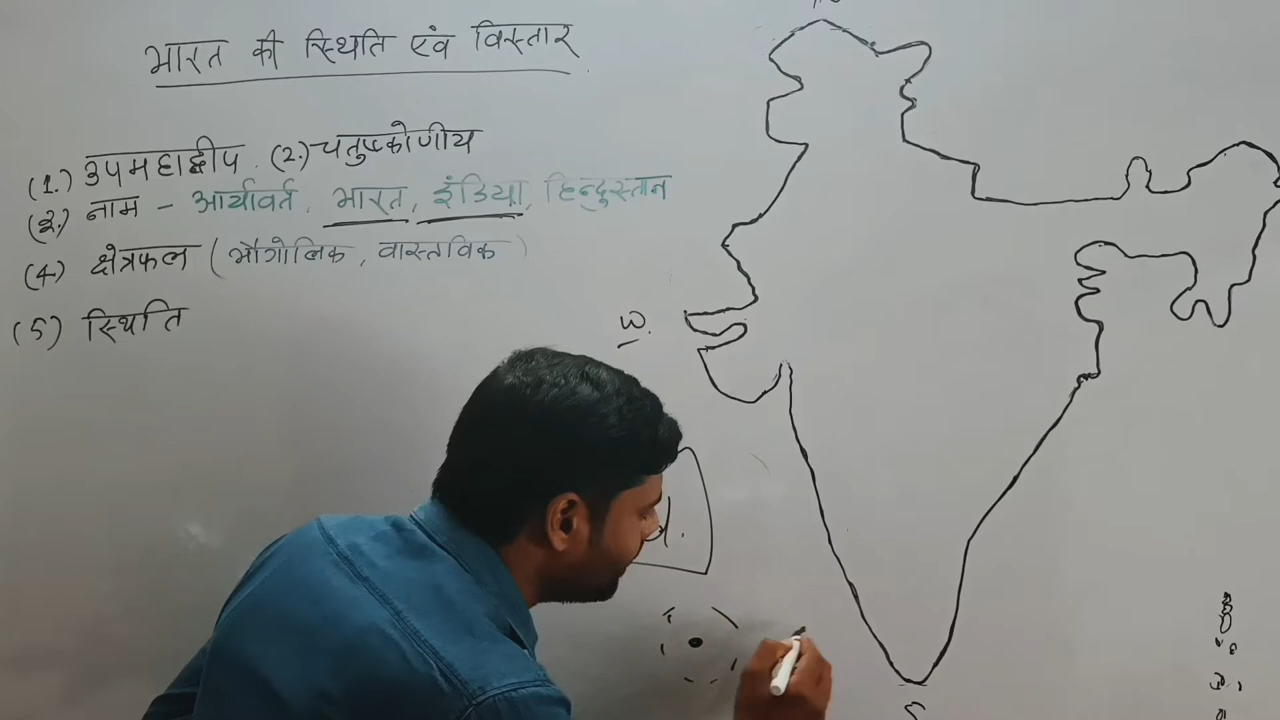 भारत की स्थिति एवं विस्तार
(1.) उपमहाद्वीप. (2.) चतुष्कोणीय
(3.) नाम - आर्यावर्त, भारत, इंडिया, हिन्दुस्तान
(4.) क्षेत्रफल (भौगोलिक, वास्तविक)
(5) स्थिति
W.
S